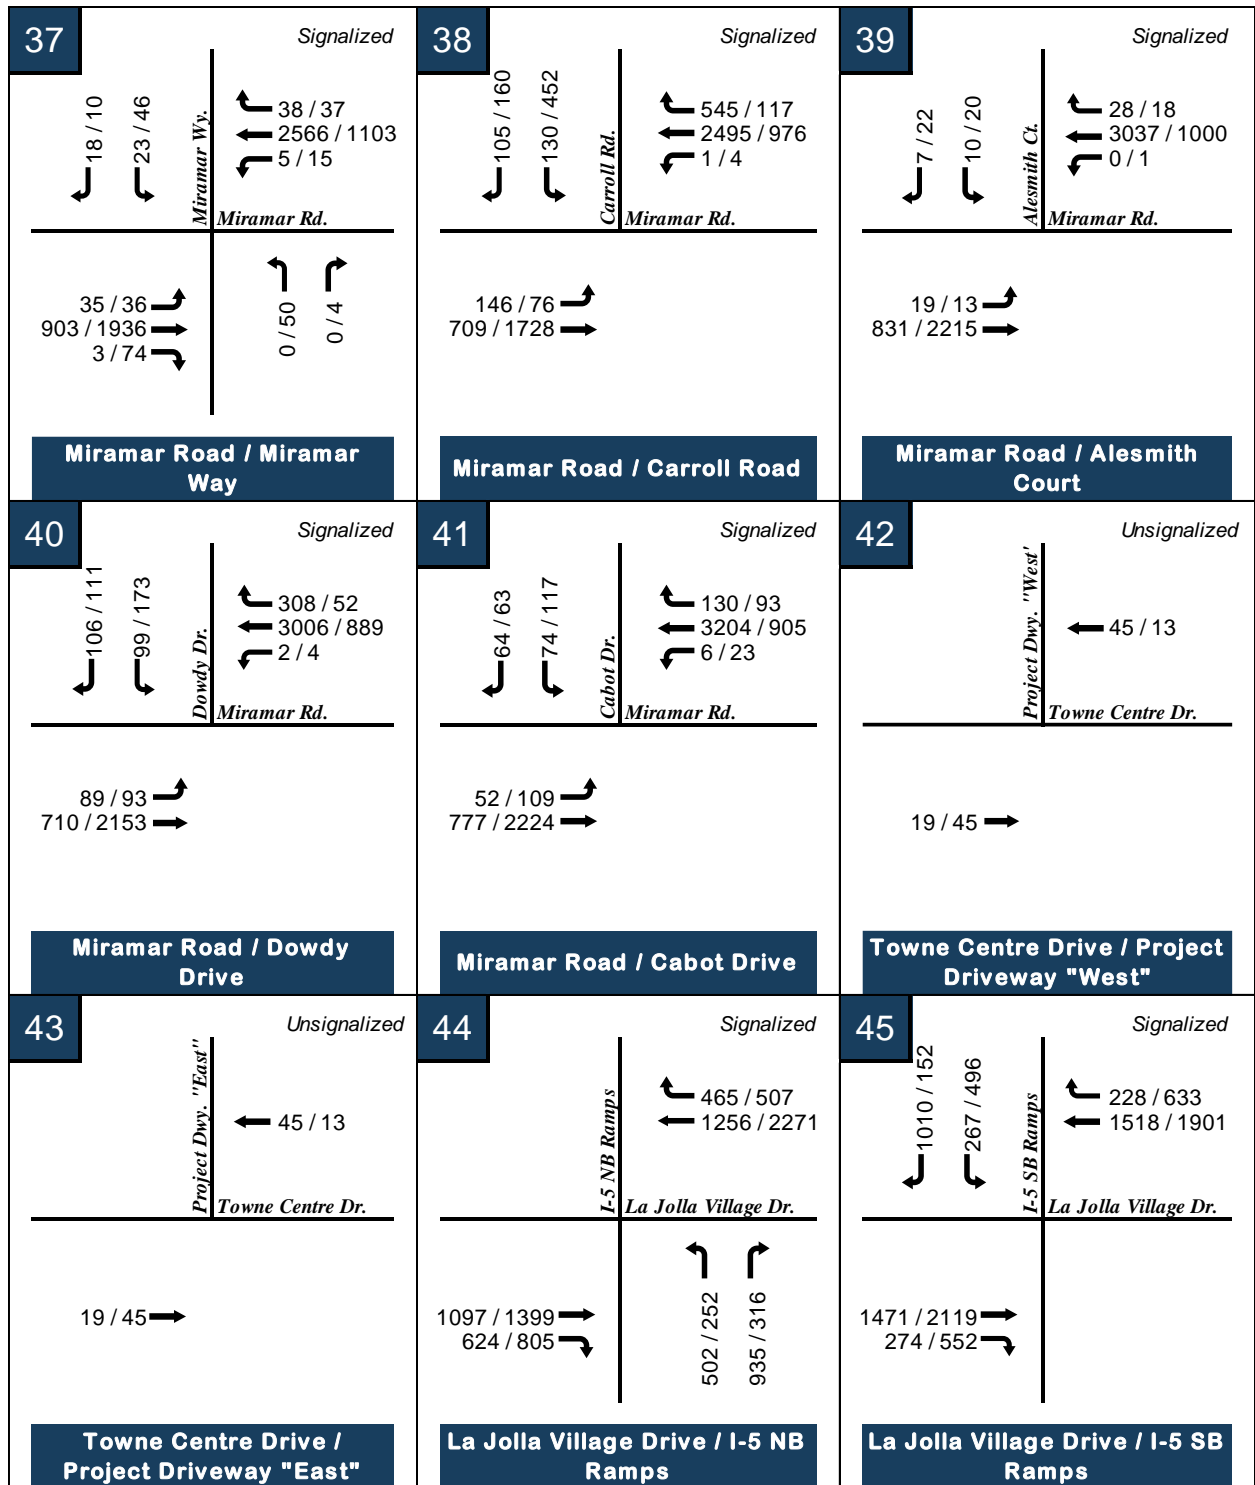 37
Signalized
18 / 10
23 / 46
Miramar Wy.
38 / 37
2566 / 1103
5 / 15
Miramar Rd.
35 / 36
903 / 1936
3 / 74
0 / 50
0 / 4
Miramar Road / Miramar
Way
38
Signalized
105 / 160
130 / 452
Carroll Rd.
545 / 117
2495 / 976
1 / 4
Miramar Rd.
146 / 76
709 / 1728
Miramar Road / Carroll Road
39
Signalized
7 / 22
10 / 20
Alesmith Ct.
28 / 18
3037 / 1000
0 / 1
Miramar Rd.
19 / 13
831 / 2215
Miramar Road / Alesmith
Court
40
Signalized
106 / 111
99 / 173
Dowdy Dr.
308 / 52
3006 / 889
2 / 4
Miramar Rd.
89 / 93
710 / 2153
Miramar Road / Dowdy
Drive
41
Signalized
64 / 63
74 / 117
Cabot Dr.
130 / 93
3204 / 905
6 / 23
Miramar Rd.
52 / 109
777 / 2224
Miramar Road / Cabot Drive
42
Unsignalized
Project Dwy. "West'
45 / 13
Towne Centre Dr.
19 / 45
Towne Centre Drive / Project
Driveway "West"
43
Unsignalized
Project Dwy. "East"
45 / 13
Towne Centre Dr.
19 / 45
Towne Centre Drive /
Project Driveway "East"
44
Signalized
I-5 NB Ramps
465 / 507
1256 / 2271
La Jolla Village Dr.
1097 / 1399
624 / 805
502 / 252
935 / 316
La Jolla Village Drive / I-5 NB
Ramps
45
Signalized
1010 / 152
267 / 496
I-5 SB Ramps
228 / 633
1518 / 1901
La Jolla Village Dr.
1471 / 2119
274 / 552
La Jolla Village Drive / I-5 SB
Ramps